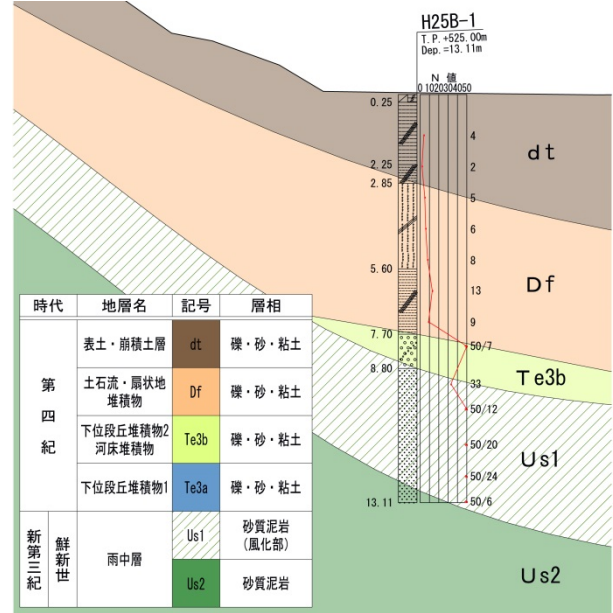 H25B-1
T.P.+525.00m
Dep.=13.11m
N 値
0 1020304050
0.25
4
dt
2.25
2
2.85
5
6
8
5.60
Df
13
9
7.70
50/7
8.80
33
Te3b
50/12
50/20
Us1
50/24
13.11
50/6
Us2
時代 地層名 記号 層相
第四紀
表土・崩積土層 dt 礫・砂・粘土
土石流・扇状地
堆積物
Df 礫・砂・粘土
下位段丘堆積物2
河床堆積物
Te3b 礫・砂・粘土
下位段丘堆積物1 Te3a 礫・砂・粘土
新第三紀 鮮新世
雨中層
Us1 砂質泥岩
(風化部)
Us2 砂質泥岩